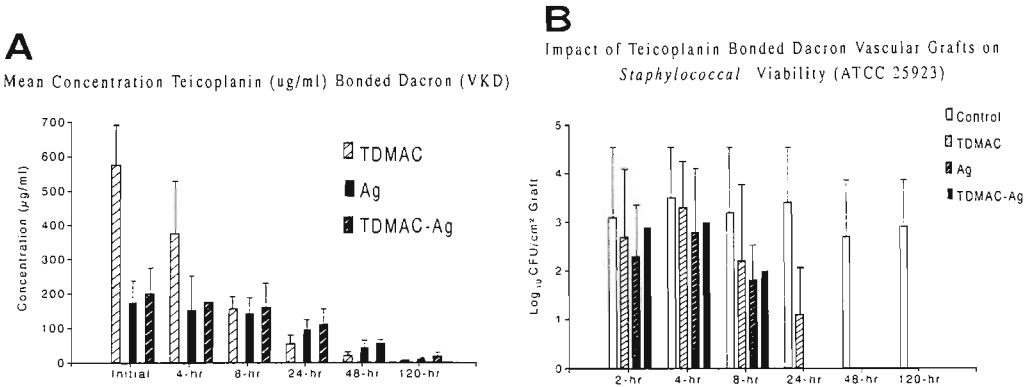 A
Mean Concentration Teicoplanin (ug/ml) Bonded Dacron (VKD)
700
600
500
400
300
200
100
0
Concentration (µg/ml)
TDMAC
Ag
TDMAC-Ag
Initial 4-hr 8-hr 24-hr 48-hr 120-hr
B
Impact of Teicoplanin Bonded Dacron Vascular Grafts on
Staphylococcal Viability (ATCC 25923)
5
4
3
2
1
0
Log10 CFU/cm² Graft
Control
TDMAC
Ag
TDMAC-Ag
2-hr 4-hr 8-hr 24-hr 48-hr 120-hr